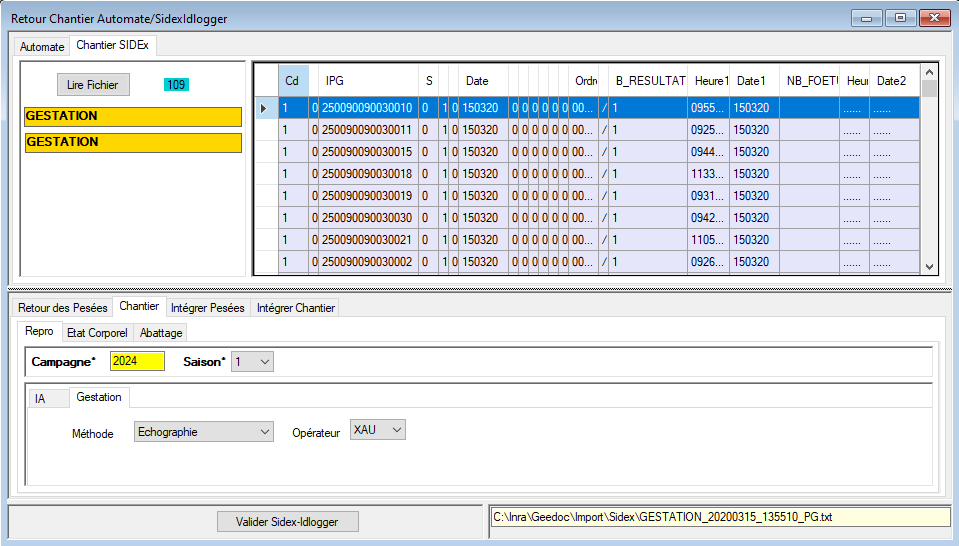 Retour Chantier Automate/SidexIdlogger
Automate Chantier SIDEx
Lire Fichier 109
GESTATION
GESTATION
Cd IPG S Date Ordre B_RESULTAT Heure1 Date1 NB_FOETU Heur Date2
1 0 250090090030010 0 1 0 150320 0 0 0 0 0 0 00... / 1 0955... 150320 ...... ......
1 0 250090090030011 0 1 0 150320 0 0 0 0 0 0 00... / 1 0925... 150320 ...... ......
1 0 250090090030015 0 1 0 150320 0 0 0 0 0 0 00... / 1 0944... 150320 ...... ......
1 0 250090090030018 0 1 0 150320 0 0 0 0 0 0 00... / 1 1133... 150320 ...... ......
1 0 250090090030019 0 1 0 150320 0 0 0 0 0 0 00... / 1 0931... 150320 ...... ......
1 0 250090090030030 0 1 0 150320 0 0 0 0 0 0 00... / 1 0942... 150320 ...... ......
1 0 250090090030021 0 1 0 150320 0 0 0 0 0 0 00... / 1 1105... 150320 ...... ......
1 0 250090090030002 0 1 0 150320 0 0 0 0 0 0 00... / 1 0926... 150320 ...... ......
Retour des Pesées Chantier Intégrer Pesées Intégrer Chantier
Repro Etat Corporel Abattage
Campagne* 2024 Saison* 1
IA Gestation
Méthode Echographie Opérateur XAU
Valider Sidex-Idlogger C:\Inra\Geedoc\Import\Sidex\GESTATION_20200315_135510_PG.txt